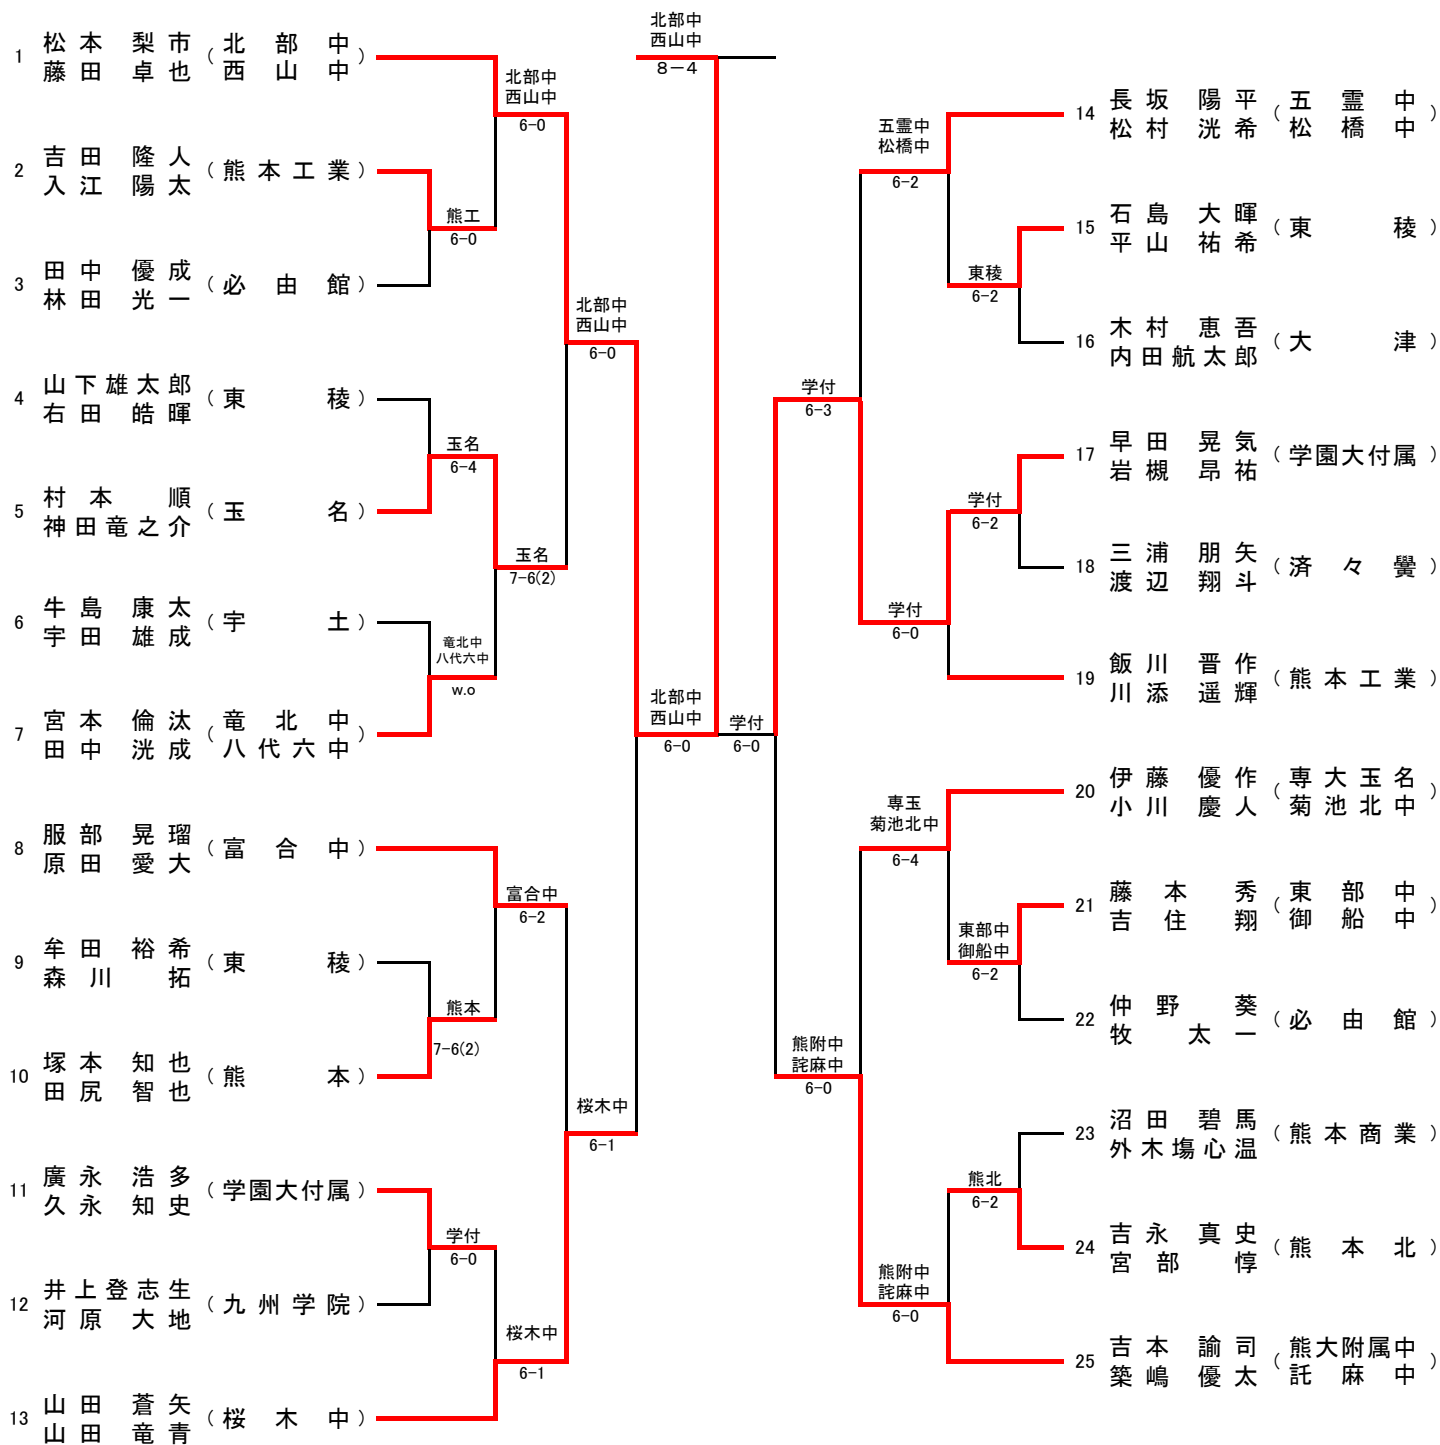 1 松本 梨市 (北部中)
藤田 卓也 (西山中)
2 吉田 隆人 (熊本工業)
入江 陽太
3 田中 優成 (必由館)
林田 光一
4 山下雄太郎 (東稜)
右田 皓暉
5 村本 順 (玉名)
神田竜之介
6 牛島 康太 (宇土)
宇田 雄成
7 宮本 倫汰 (竜北中)
田中 洸成 (八代六中)
8 服部 晃瑠 (富合中)
原田 愛大
9 牟田 裕希 (東稜)
森川 拓
10 塚本 知也 (熊本)
田尻 智也
11 廣永 浩多 (学園大付属)
久永 知史
12 井上登志生 (九州学院)
河原 大地
13 山田 蒼矢 (桜木中)
山田 竜青
熊工
6-0
玉名
6-4
竜北中
八代六中
w.o
熊本
7-6(2)
学付
6-0
北部中
西山中
6-0
玉名
7-6(2)
富合中
6-2
桜木中
6-1
北部中
西山中
6-0
桜木中
6-1
北部中
西山中
6-0
北部中
西山中
8-4
学付
6-0
学付
6-3
熊附中
詫麻中
6-0
五霊中
松橋中
6-2
学付
6-0
専玉
菊池北中
6-4
熊附中
詫麻中
6-0
東稜
6-2
学付
6-2
東部中
御船中
6-2
熊北
6-2
14 長坂 陽平 (五霊中)
松村 洸希 (松橋中)
15 石島 大暉 (東稜)
平山 祐希
16 木村 恵吾 (大津)
内田航太郎
17 早田 晃気 (学園大付属)
岩槻 昂祐
18 三浦 朋矢 (済々黌)
渡辺 翔斗
19 飯川 晋作 (熊本工業)
川添 遥輝
20 伊藤 優作 (専大玉名)
小川 慶人 (菊池北中)
21 藤本 秀 (東部中)
吉住 翔 (御船中)
22 仲野 葵 (必由館)
牧 太一
23 沼田 碧馬 (熊本商業)
外木塲心温
24 吉永 真史 (熊本北)
宮部 惇
25 吉本 諭司 (熊大附属中)
築嶋 優太 (託麻中)